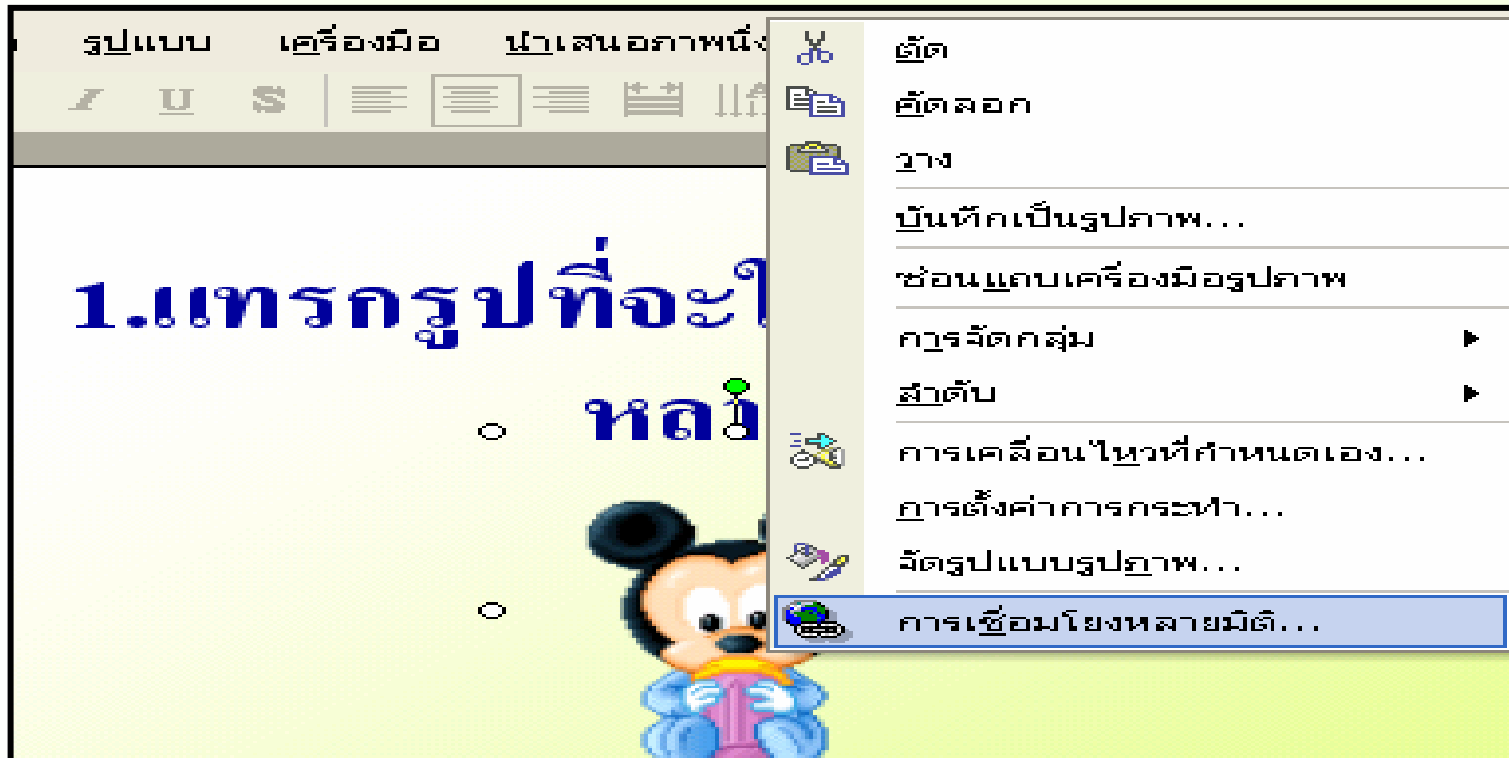 รูปแบบ เครื่องมือ นำเสนอภาพนิ่ง
I U S
ตัด
คัดลอก
วาง
บันทึกเป็นรูปภาพ...
ซ่อนแถบเครื่องมือรูปภาพ
การจัดกลุ่ม
ลำดับ
การเคลื่อนไหวที่กำหนดเอง...
การตั้งค่าการกระทำ...
จัดรูปแบบรูปภาพ...
การเชื่อมโยงหลายมิติ...
1.แทรกรูปที่จะ